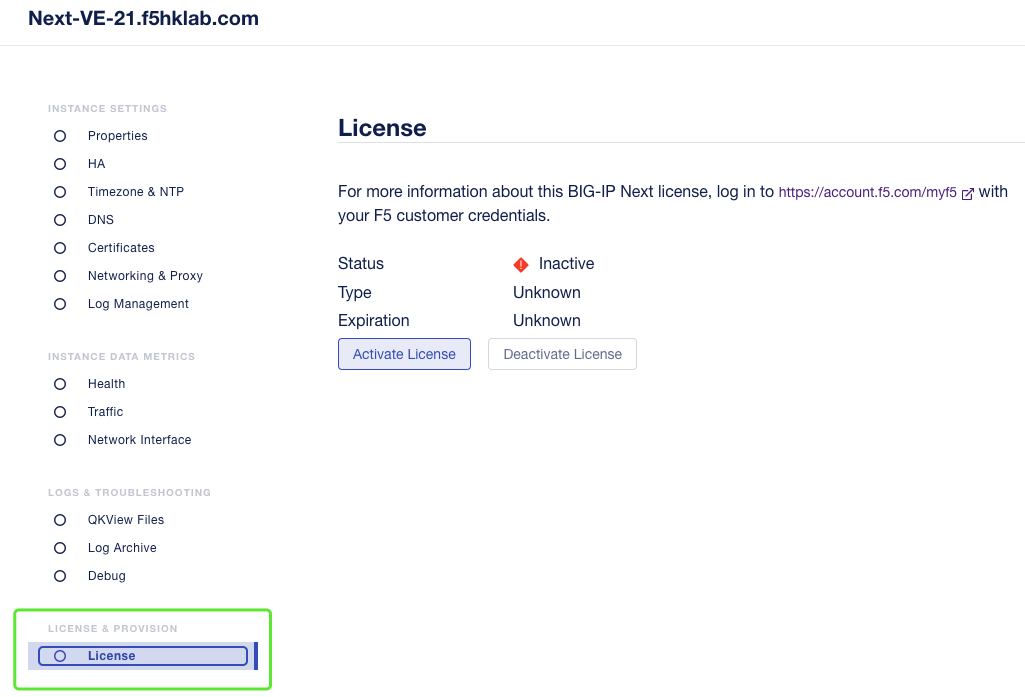 Next-VE-21.f5hklab.com
INSTANCE SETTINGS
Properties
HA
Timezone & NTP
DNS
Certificates
Networking & Proxy
Log Management
INSTANCE DATA METRICS
Health
Traffic
Network Interface
LOGS & TROUBLESHOOTING
QKView Files
Log Archive
Debug
LICENSE & PROVISION
License
License
For more information about this BIG-IP Next license, log in to https://account.f5.com/myf5 with
your F5 customer credentials.
Status Inactive
Type Unknown
Expiration Unknown
Activate License Deactivate License